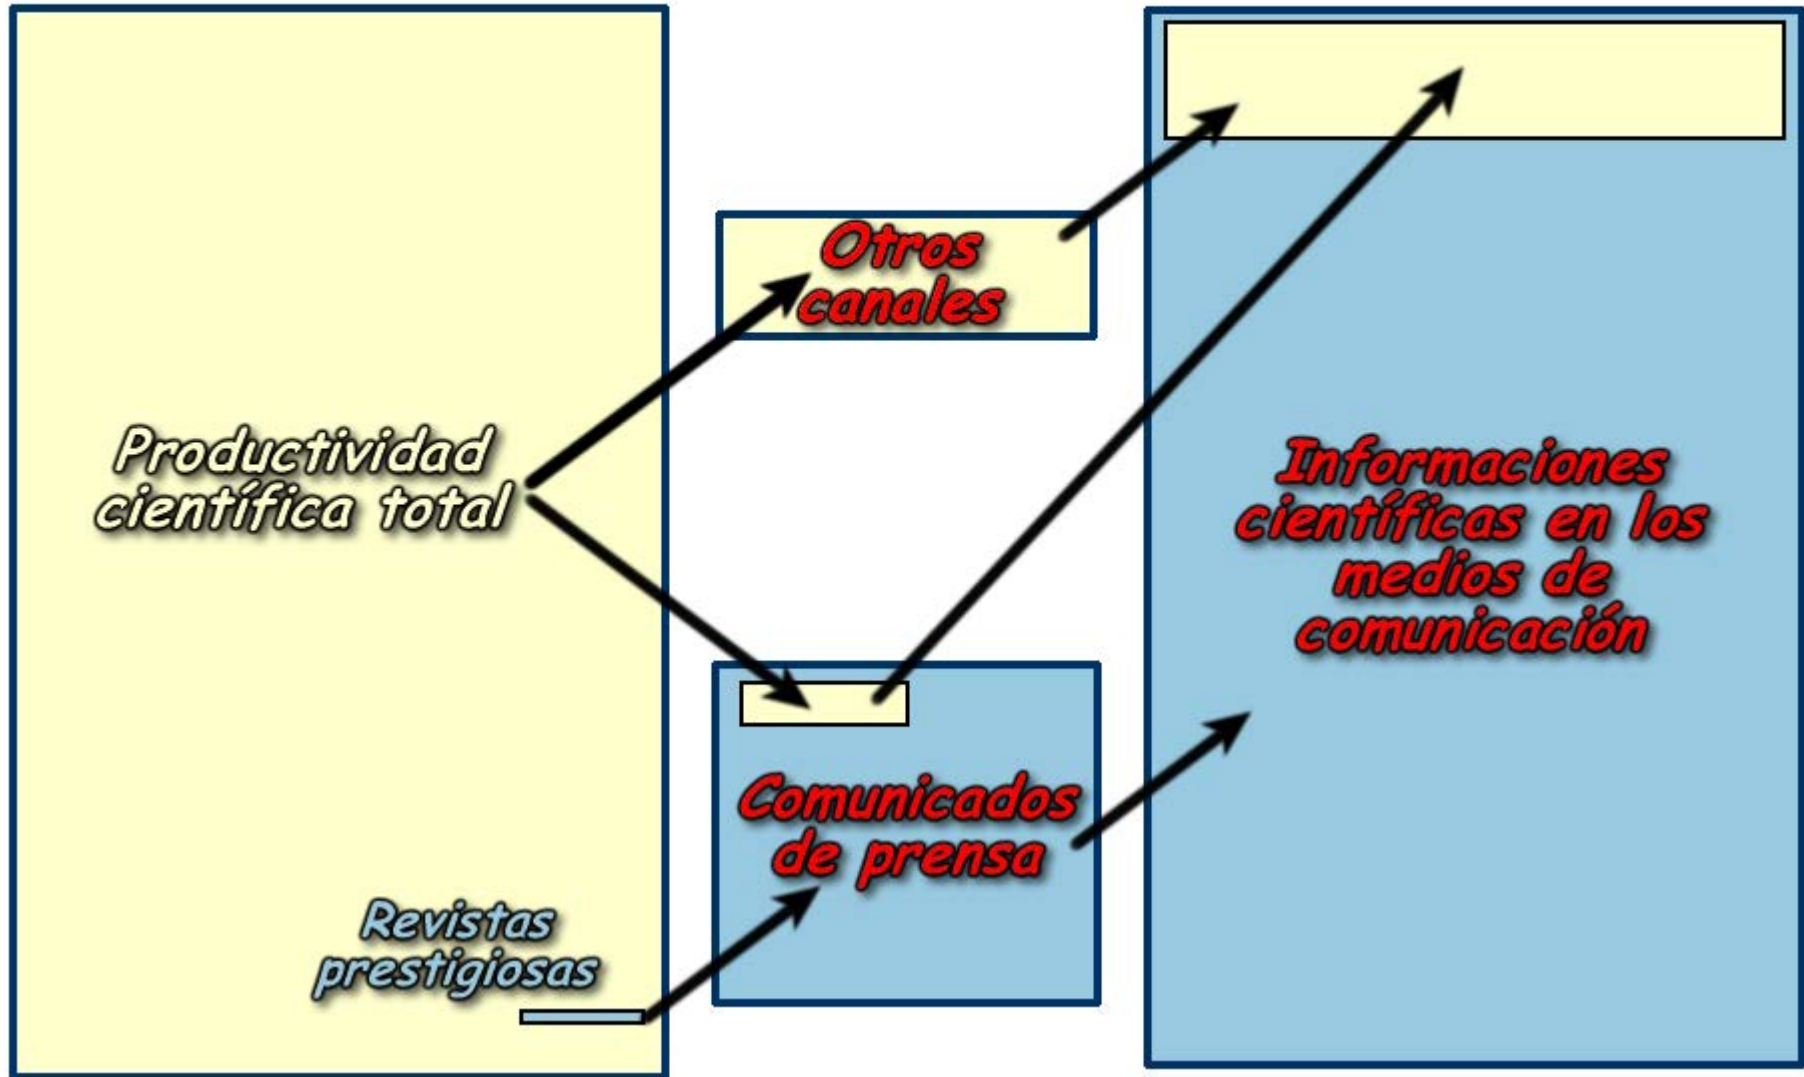 Productividad
científica total
Revistas
prestigiosas
Otros
canales
Comunicados
de prensa
Informaciones
científicas en los
medios de
comunicación